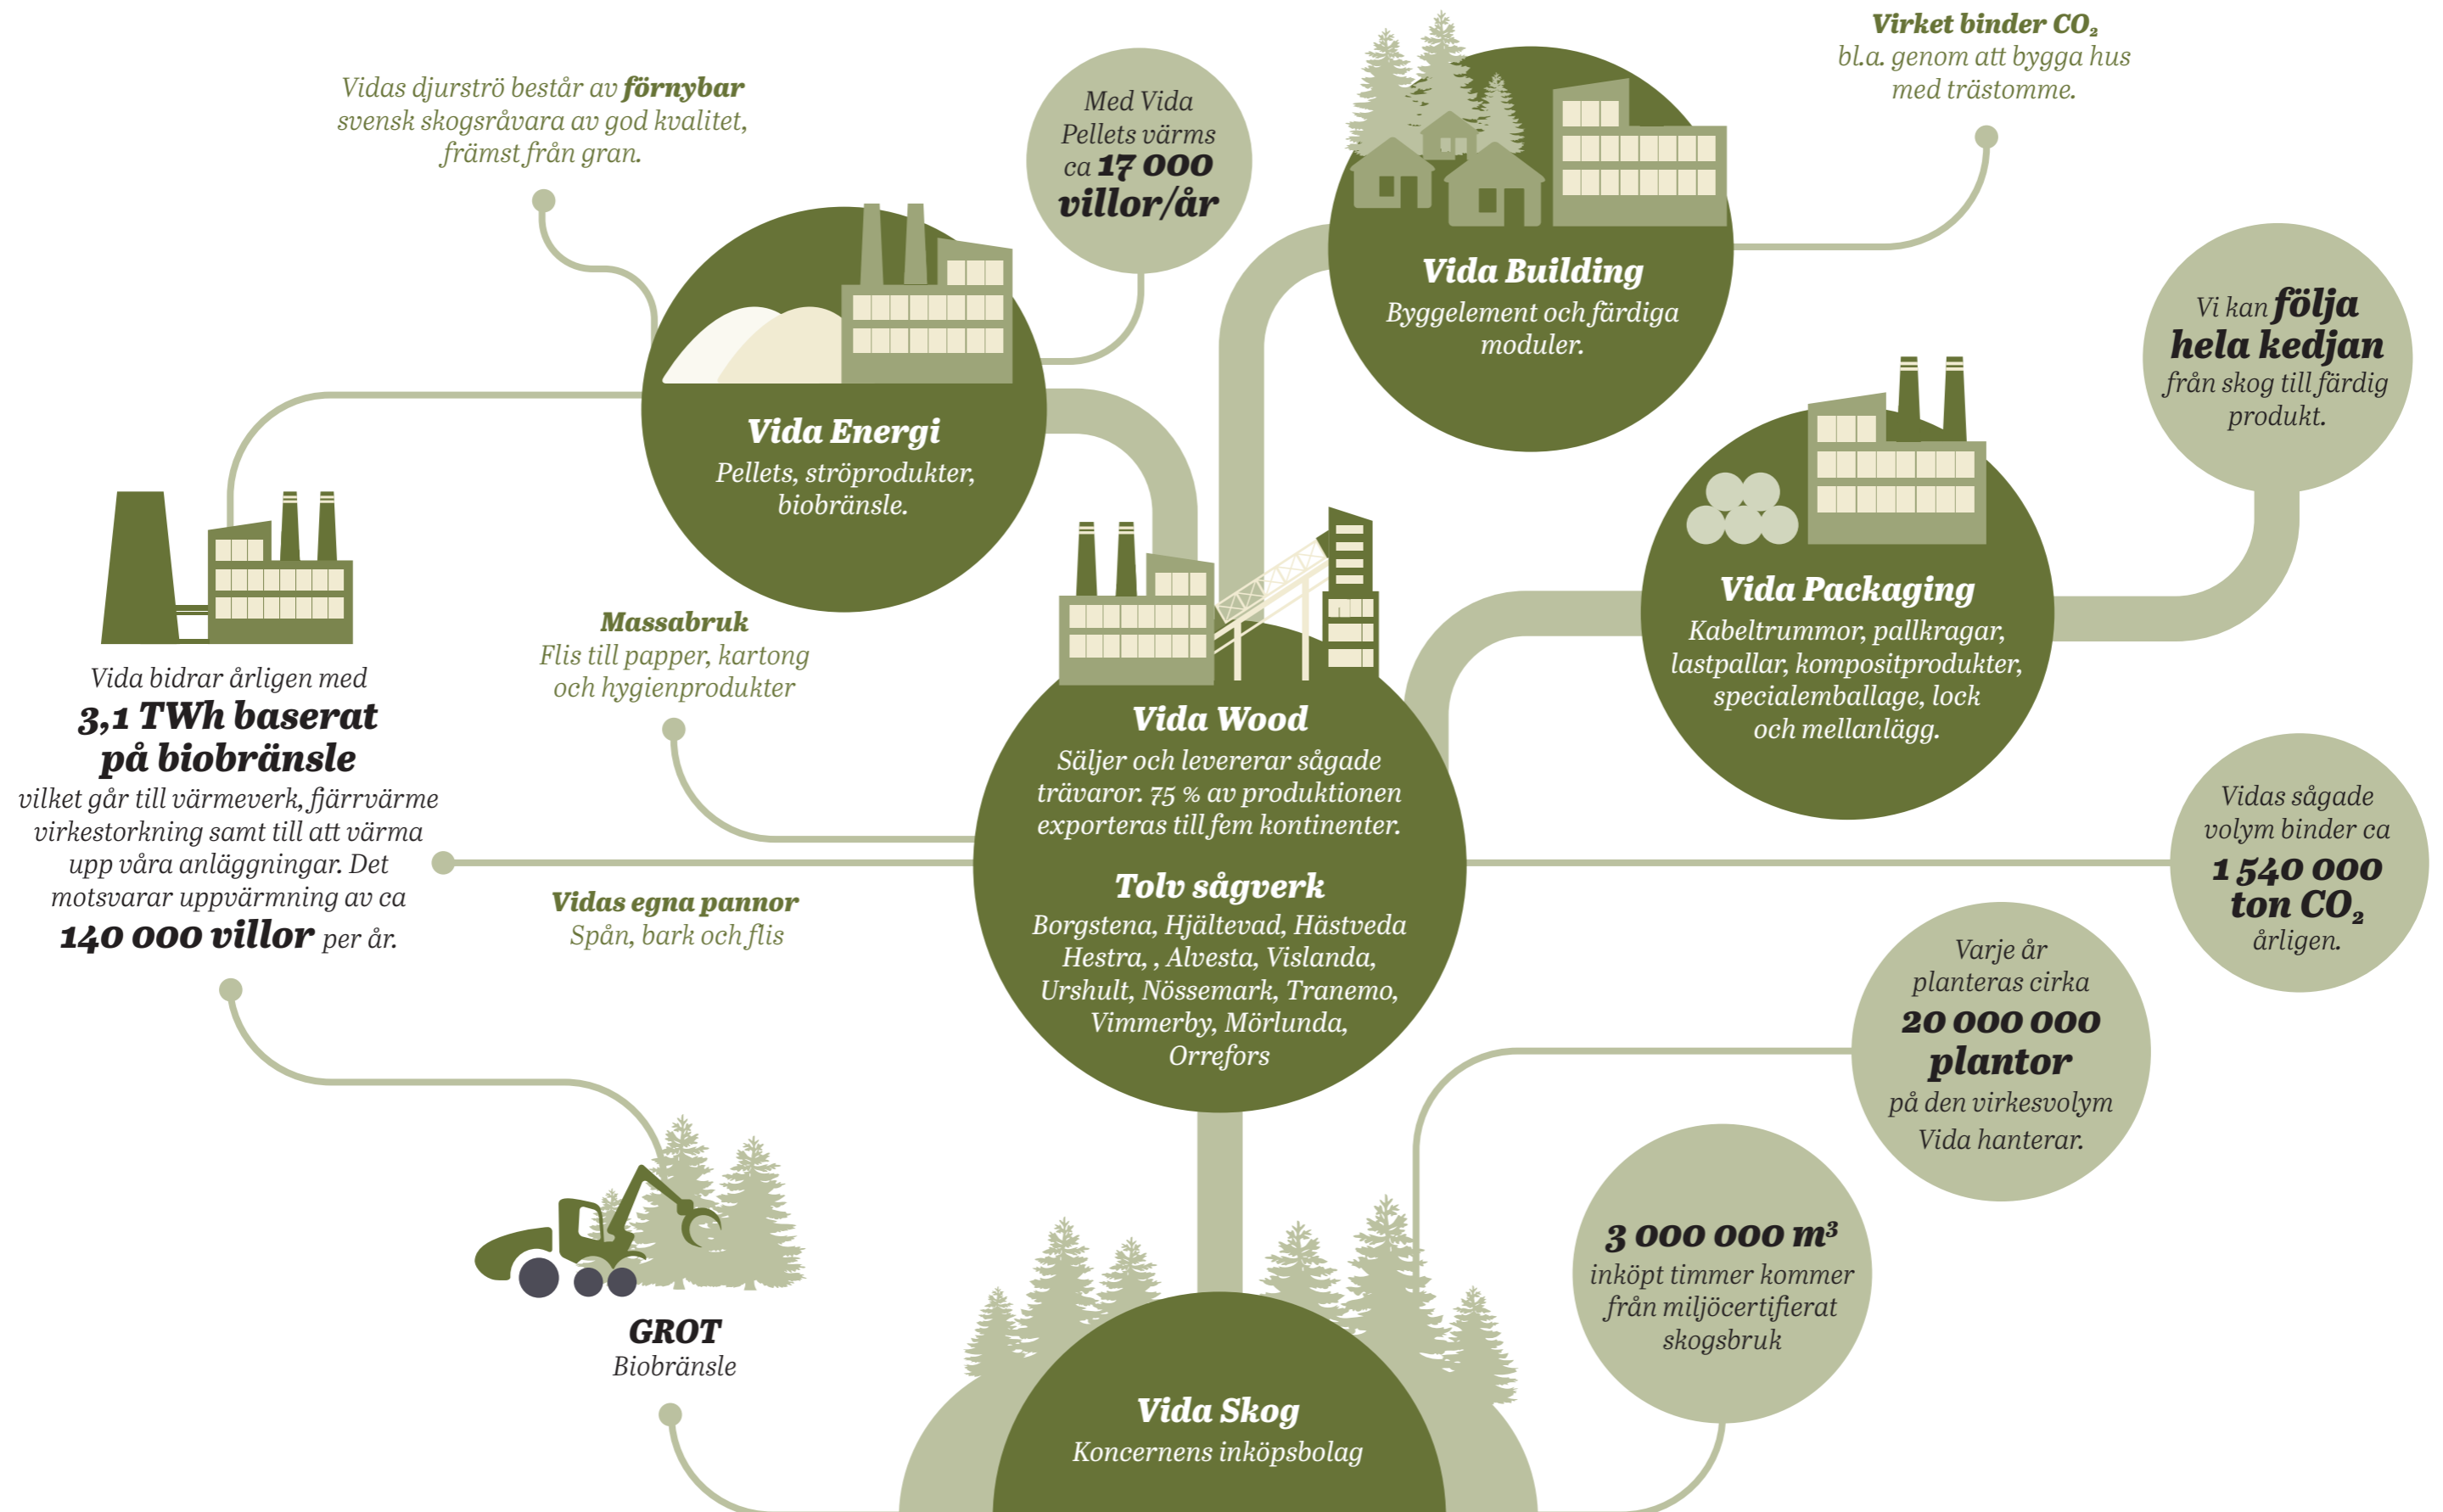 Vidas djurströ består av förnybar
svensk skogsråvara av god kvalitet,
främst från gran.
Med Vida
Pellets värms
ca 17 000
villor/år
Virket binder CO₂
bl.a. genom att bygga hus
med trästomme.
Vida Building
Byggelement och färdiga
moduler.
Vi kan följa
hela kedjan
från skog till färdig
produkt.
Vida Energi
Pellets, ströprodukter,
biobränsle.
Vida Packaging
Kabeltrummor, pallkragar,
lastpallar, kompositprodukter,
specialemballage, lock
och mellanlägg.
Massabruk
Flis till papper, kartong
och hygienprodukter
Vida bidrar årligen med
3,1 TWh baserat
på biobränsle
vilket går till värmeverk, fjärrvärme
virkestorkning samt till att värma
upp våra anläggningar. Det
motsvarar uppvärmning av ca
140 000 villor per år.
Vidas egna pannor
Spån, bark och flis
Vida Wood
Säljer och levererar sågade
trävaror. 75 % av produktionen
exporteras till fem kontinenter.
Tolv sågverk
Borgstena, Hjältevad, Hästveda
Hestra, , Alvesta, Vislanda,
Urshult, Nössemark, Tranemo,
Vimmerby, Mörlunda,
Orrefors
Vidas sågade
volym binder ca
1 540 000
ton CO₂
årligen.
Varje år
planteras cirka
20 000 000
plantor
på den virkesvolym
Vida hanterar.
3 000 000 m³
inköpt timmer kommer
från miljöcertifierat
skogsbruk
GROT
Biobränsle
Vida Skog
Koncernens inköpsbolag